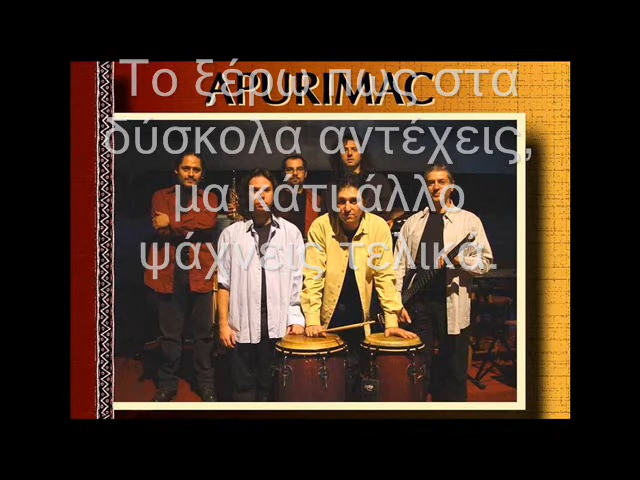 APURIMAC
Το ξέρω πως στα
δύσκολα αντέχεις,
μα κάτι άλλο
ψάχνεις τελικά.